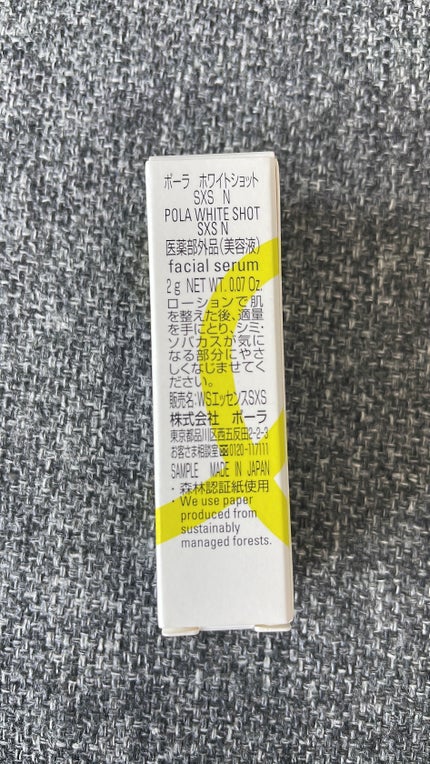 ポーラ ホワイトショット
SXS N
POLA WHITE SHOT
SXS N
医薬部外品(美容液)
facial serum
2g NET WT. 0.07 Oz.
ローションで肌
を整えた後、適量
を手にとり、シミ・
ソバカスが気に
なる部分にやさ
しくなじませてく
ださい。
販売名:WSエッセンスSXS
株式会社 ポーラ
東京都品川区西五反田2-2-3
お客さま相談室 0120-117111
SAMPLE MADE IN JAPAN
・森林認証紙使用
・We use paper
produced from
sustainably
managed forests.